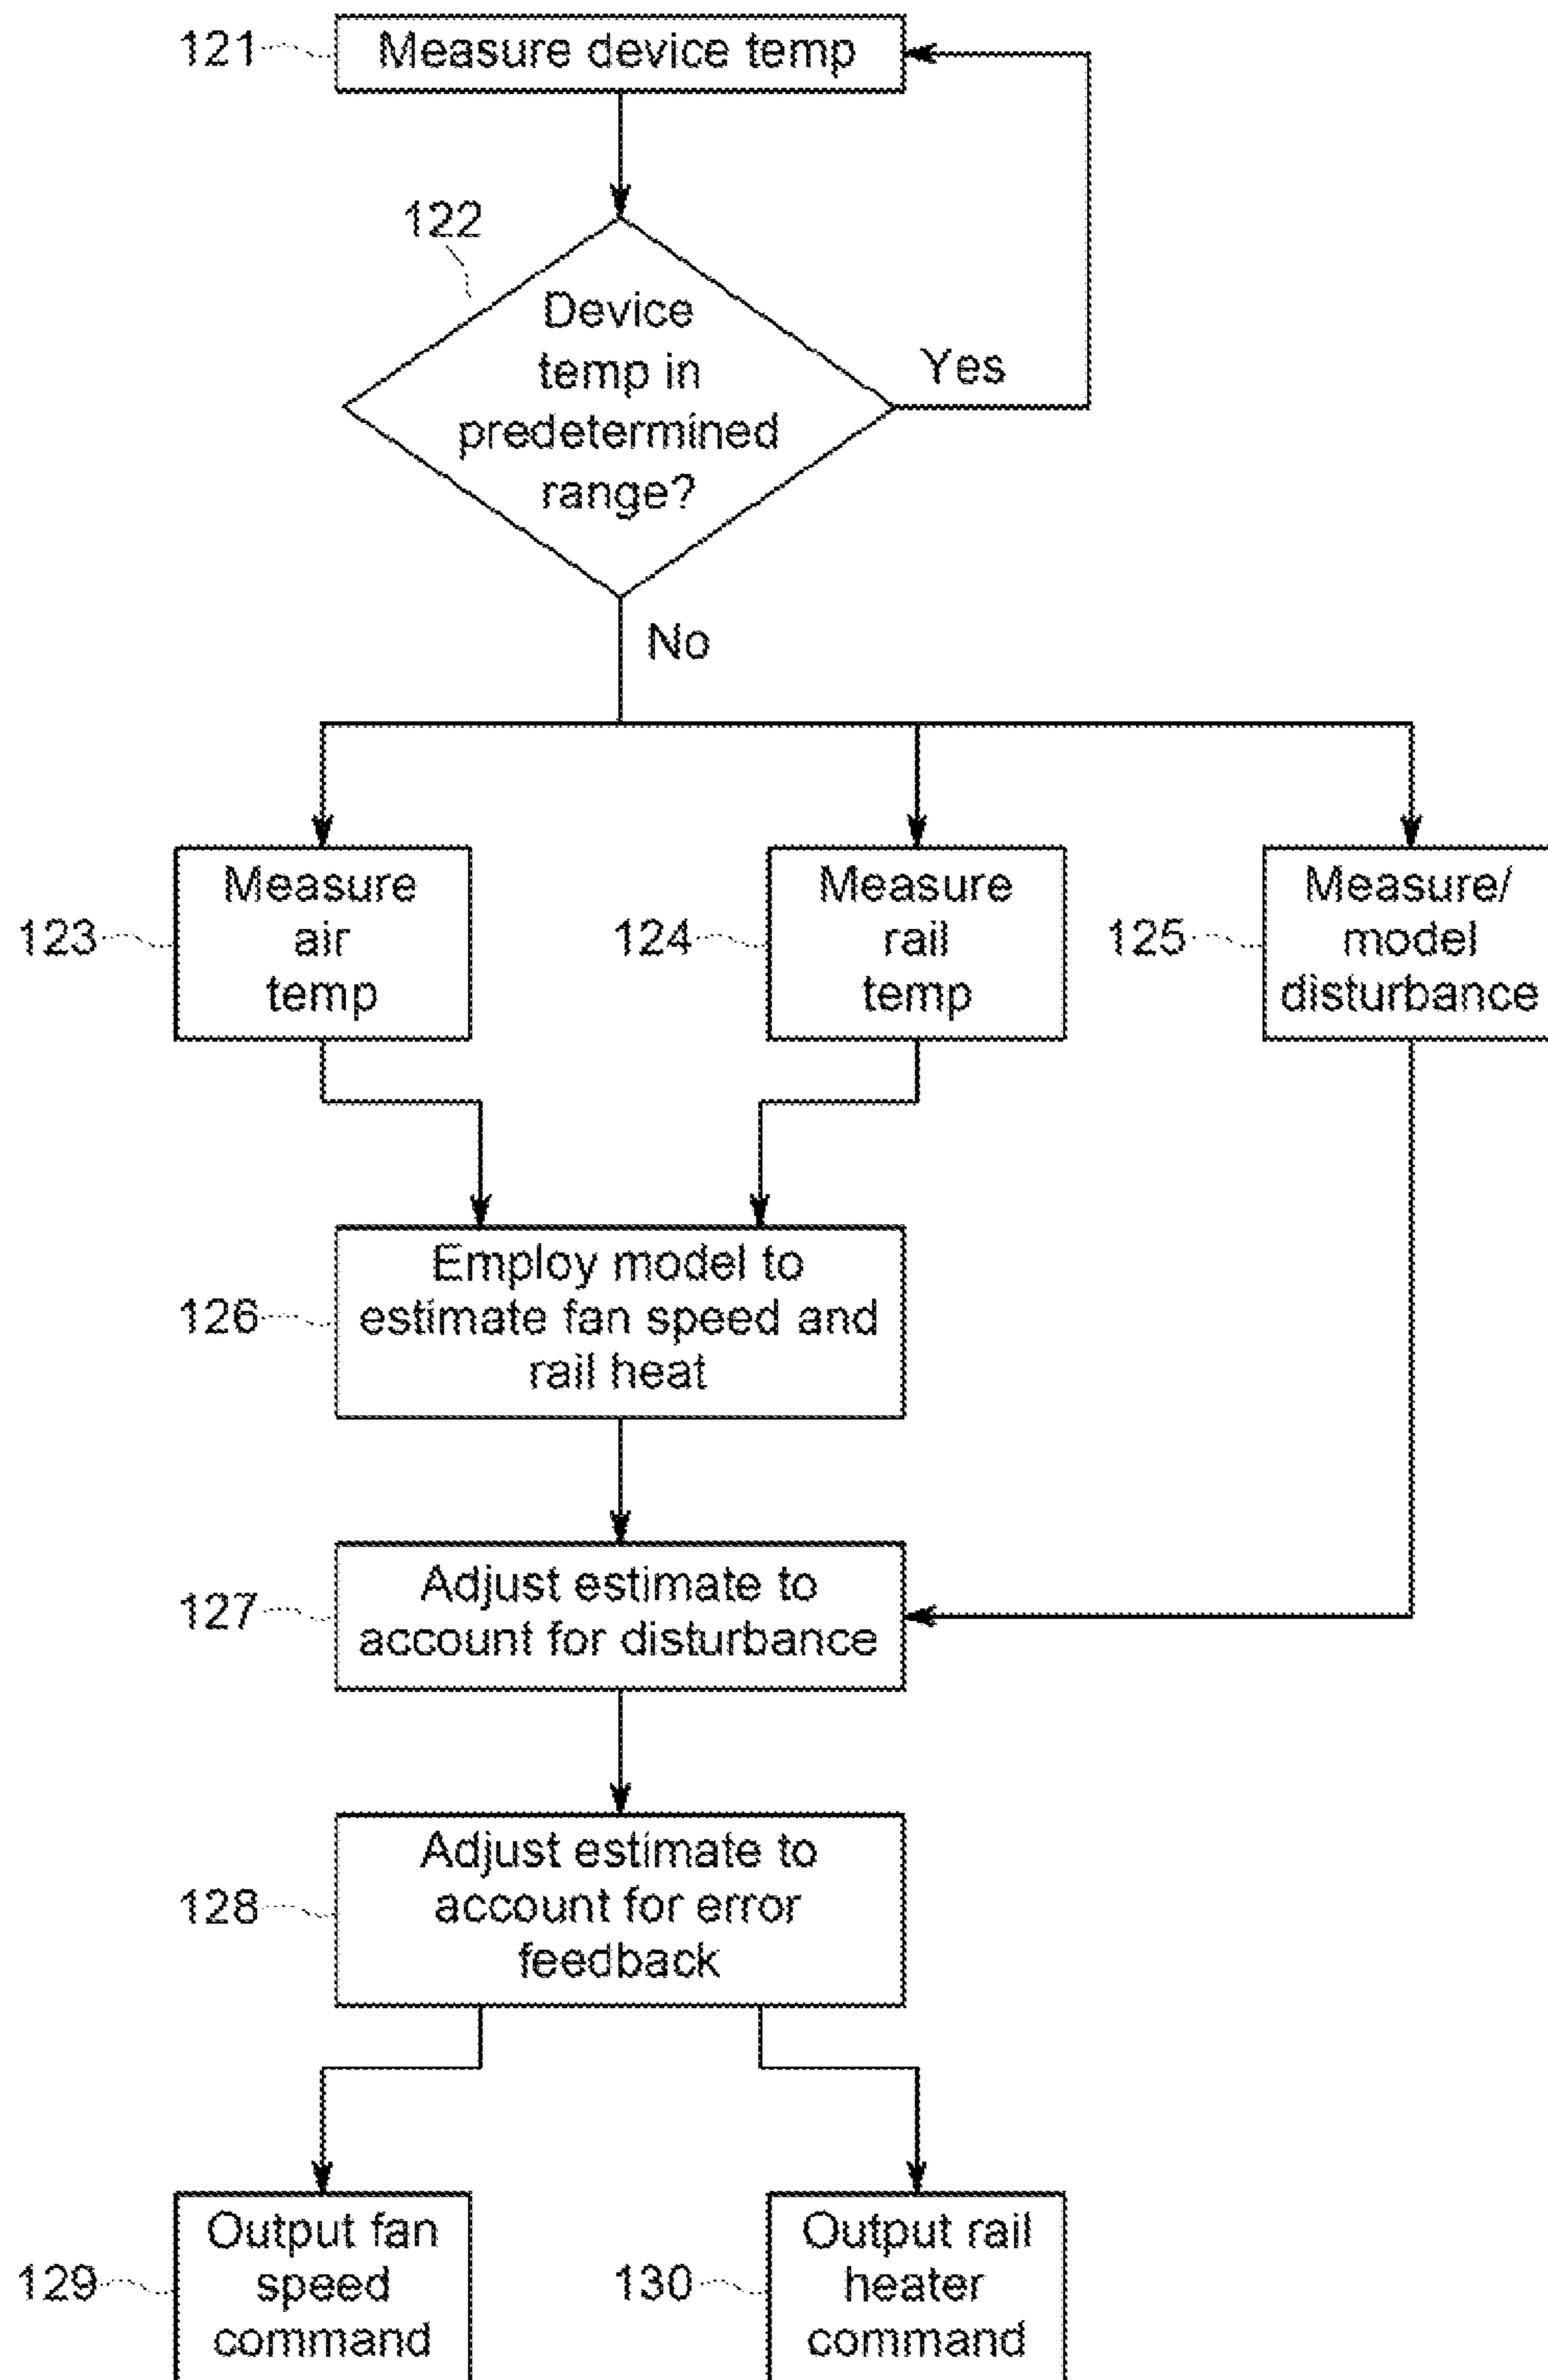 121
Measure device temp
122
Device
temp in
predetermined
range?
Yes
No
123
Measure
air
temp
124
Measure
rail
temp
125
Measure/
model
disturbance
126
Employ model to
estimate fan speed and
rail heat
127
Adjust estimate to
account for disturbance
128
Adjust estimate to
account for error
feedback
129
Output fan
speed
command
130
Output rail
heater
command